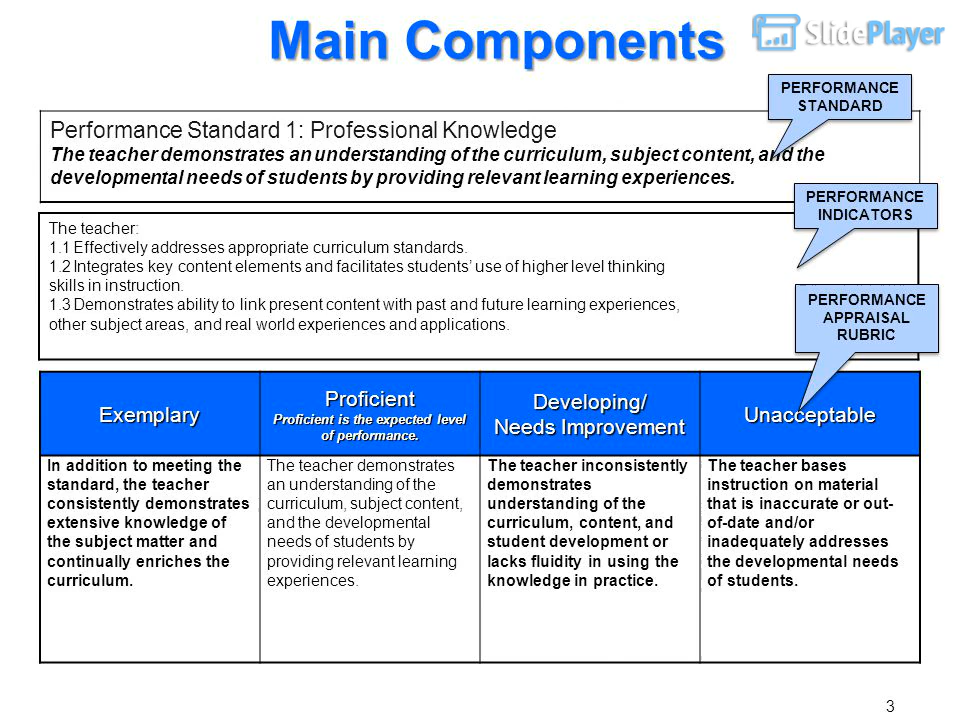 Main Components
SlidePlayer
PERFORMANCE
STANDARD
Performance Standard 1: Professional Knowledge
The teacher demonstrates an understanding of the curriculum, subject content, and the
developmental needs of students by providing relevant learning experiences.
PERFORMANCE
INDICATORS
The teacher:
1.1 Effectively addresses appropriate curriculum standards.
1.2 Integrates key content elements and facilitates students’ use of higher level thinking
skills in instruction.
1.3 Demonstrates ability to link present content with past and future learning experiences,
other subject areas, and real world experiences and applications.
PERFORMANCE
APPRAISAL
RUBRIC
Exemplary
Proficient
Proficient is the expected level
of performance.
Developing/
Needs Improvement
Unacceptable
In addition to meeting the
standard, the teacher
consistently demonstrates
extensive knowledge of
the subject matter and
continually enriches the
curriculum.
The teacher demonstrates
an understanding of the
curriculum, subject content,
and the developmental
needs of students by
providing relevant learning
experiences.
The teacher inconsistently
demonstrates
understanding of the
curriculum, content, and
student development or
lacks fluidity in using the
knowledge in practice.
The teacher bases
instruction on material
that is inaccurate or out-
of-date and/or
inadequately addresses
the developmental needs
of students.
3